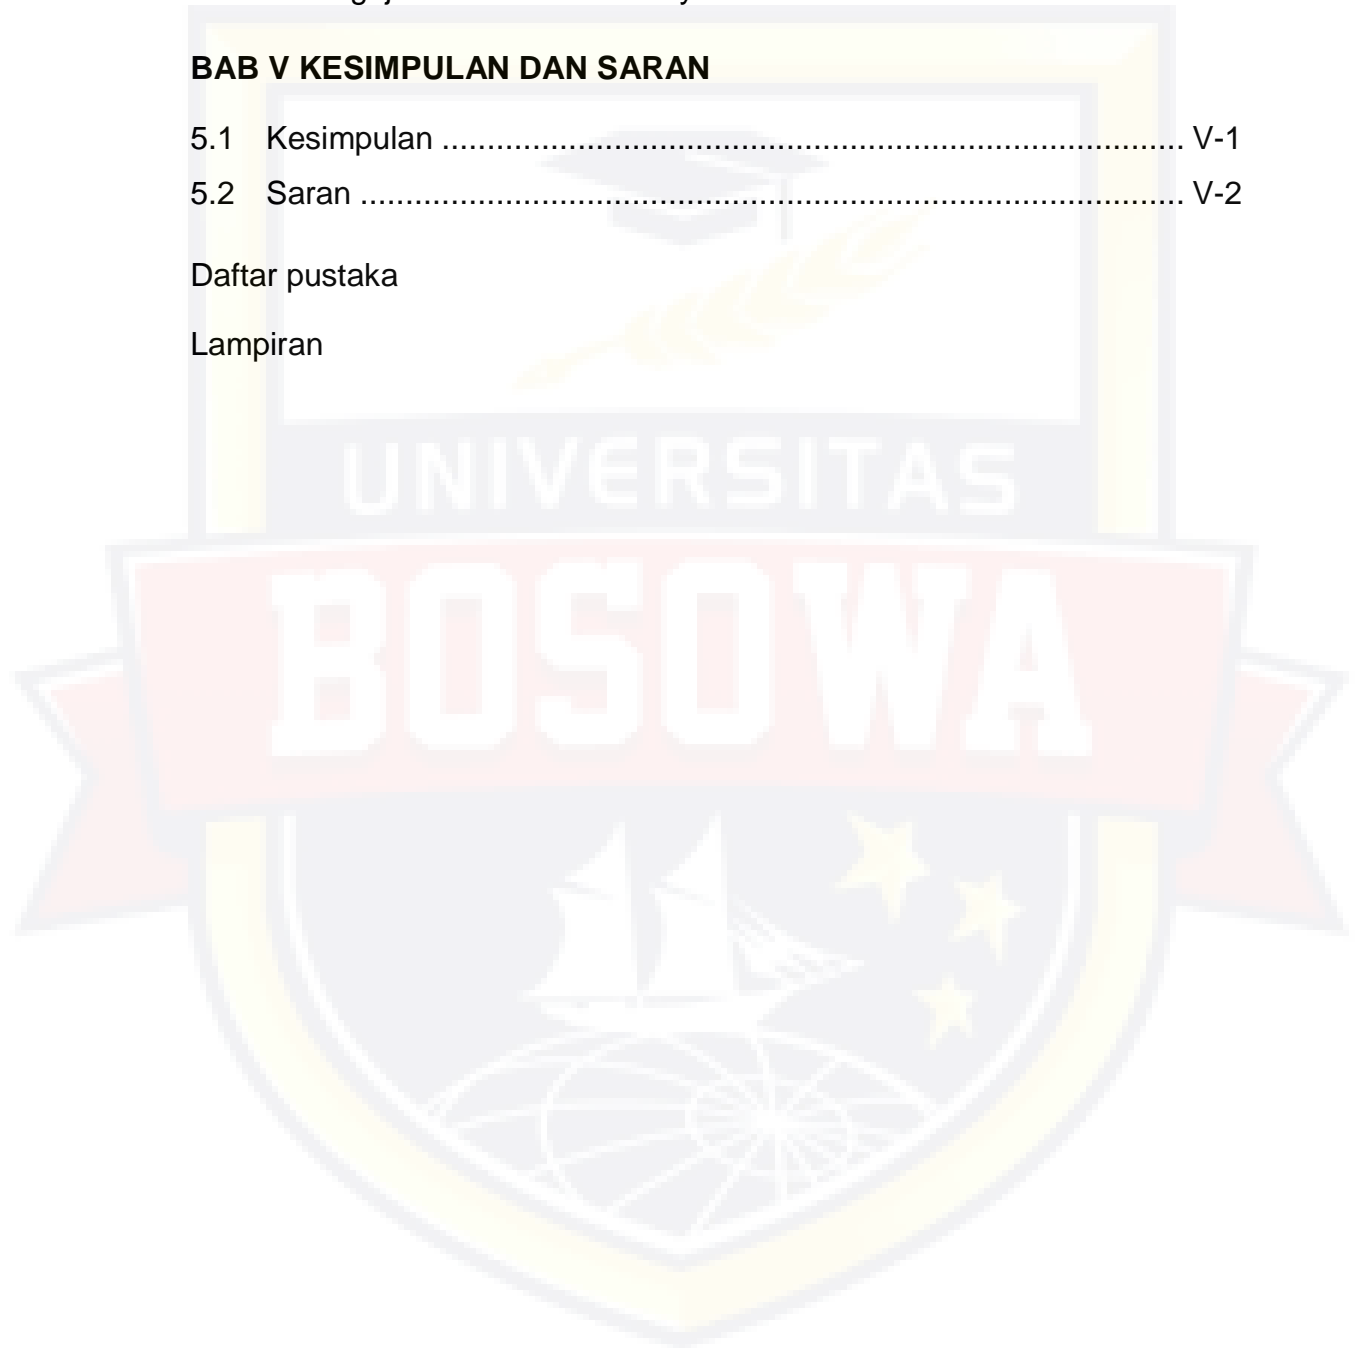 BAB V KESIMPULAN DAN SARAN
5.1 Kesimpulan .................................................................................. V-1
5.2 Saran ........................................................................................... V-2
Daftar pustaka
Lampiran
UNIVERSITAS
BOSOWA